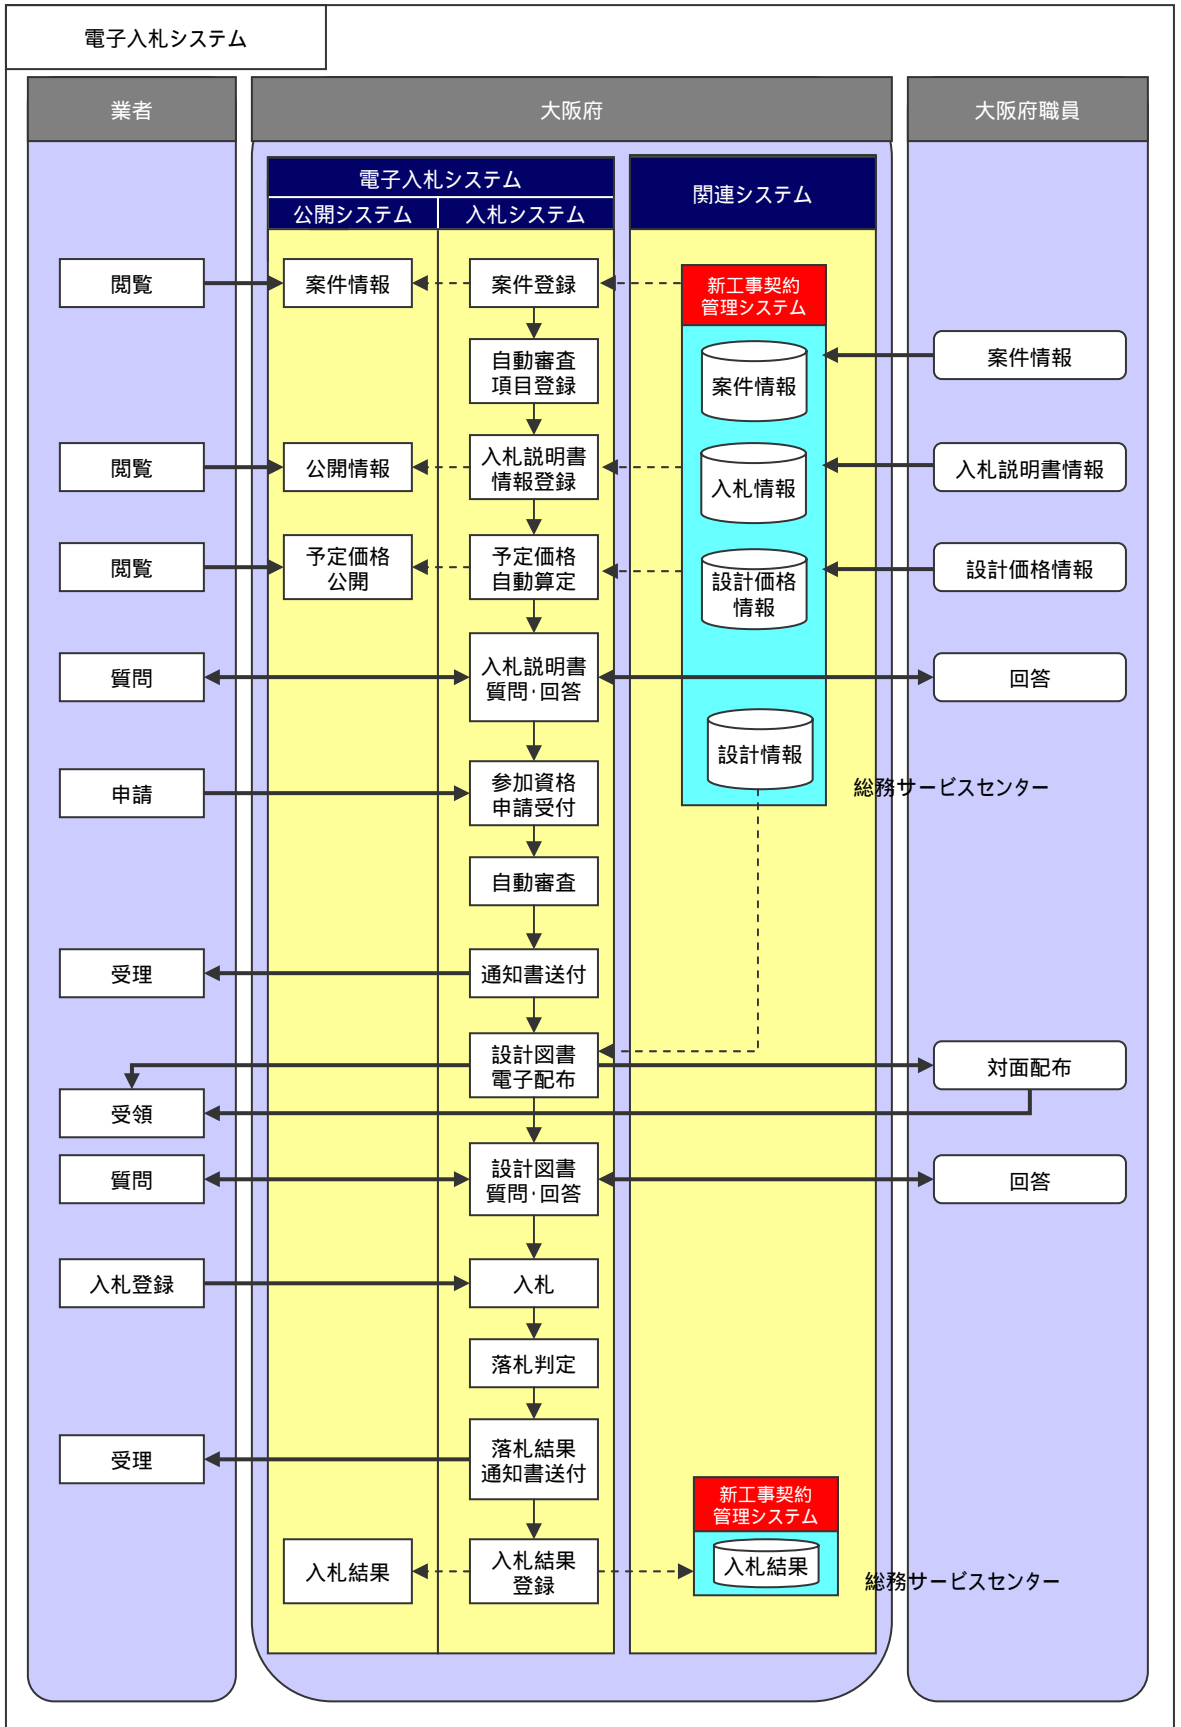 電子入札システム
業者
大阪府
大阪府職員
電子入札システム
関連システム
公開システム
入札システム
閲覧
案件情報
案件登録
新工事契約
管理システム
自動審査
項目登録
案件情報
案件情報
閲覧
公開情報
入札説明書
情報登録
入札情報
入札説明書情報
閲覧
予定価格
公開
予定価格
自動算定
設計価格
情報
設計価格情報
質問
入札説明書
質問･回答
回答
設計情報
申請
参加資格
申請受付
総務サービスセンター
自動審査
受理
通知書送付
設計図書
電子配布
対面配布
受領
質問
設計図書
質問･回答
回答
入札登録
入札
落札判定
受理
落札結果
通知書送付
新工事契約
管理システム
入札結果
入札結果
登録
入札結果
総務サービスセンター